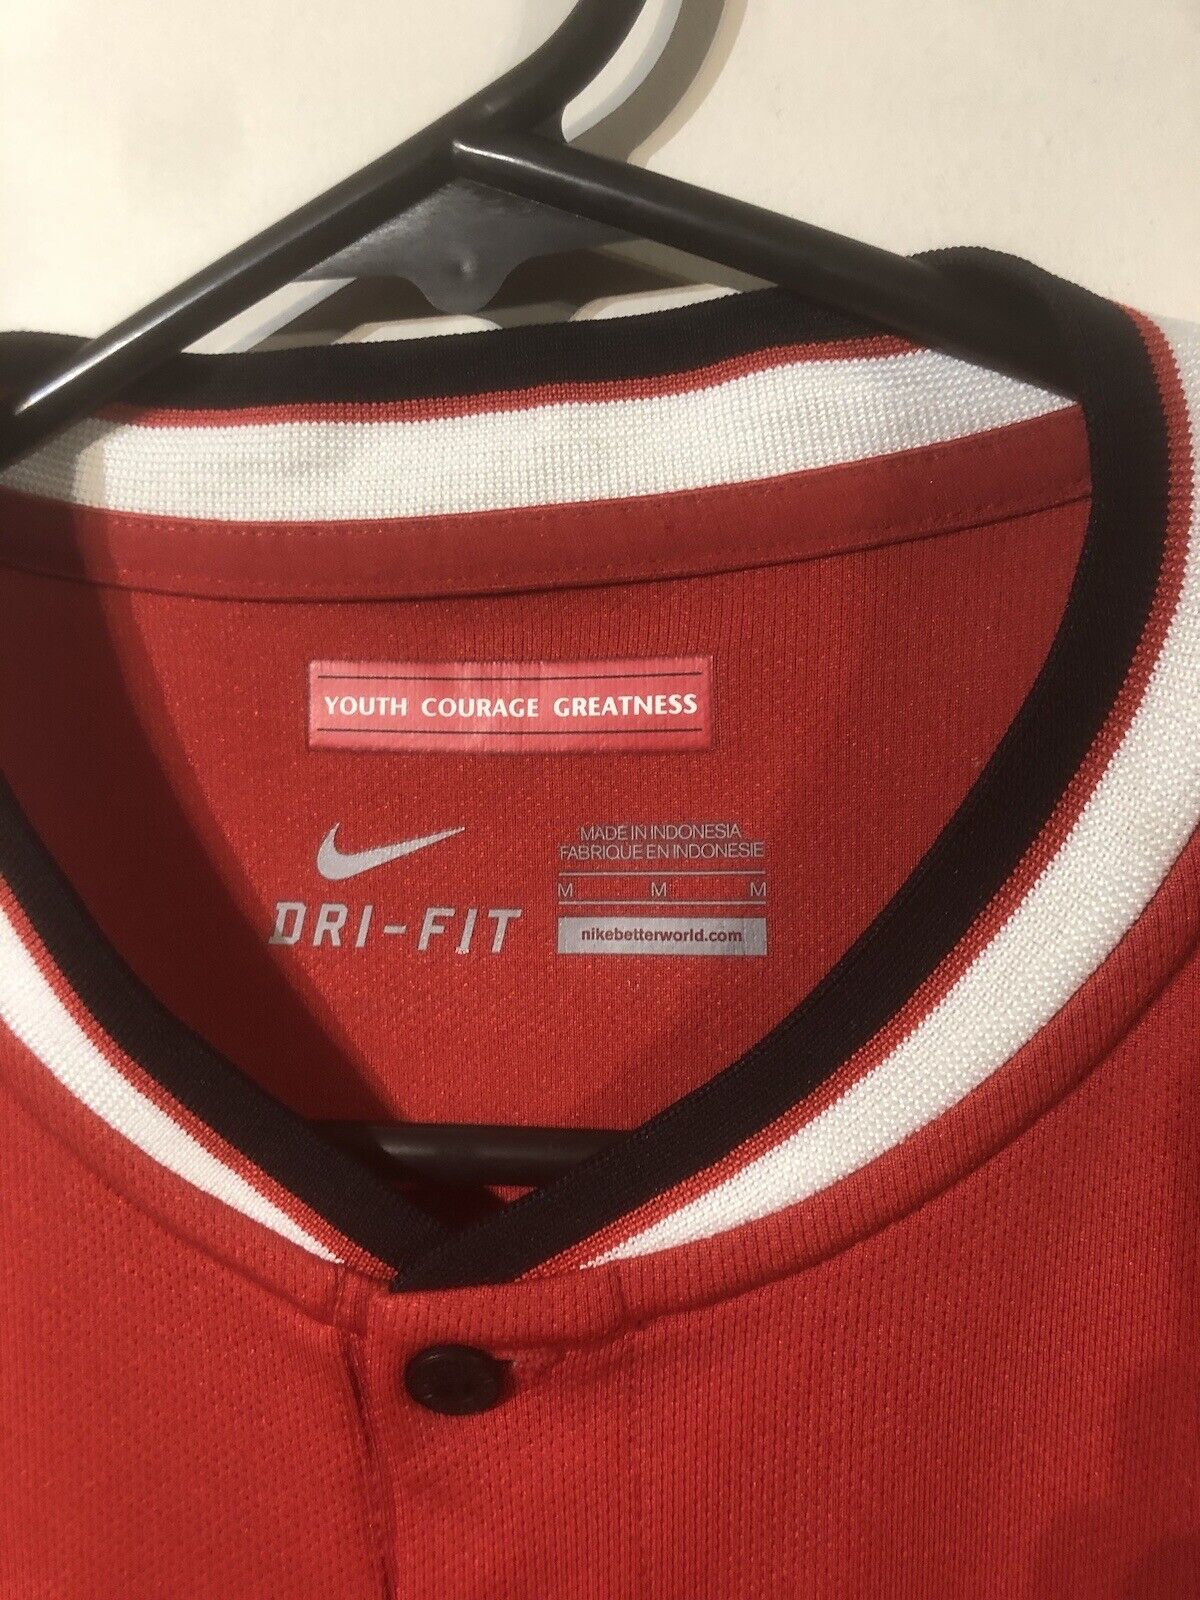 YOUTH COURAGE GREATNESS
DRI-FIT
MADE IN INDONESIA
FABRIQUE EN INDONESIE
M M M
nikebetterworld.com